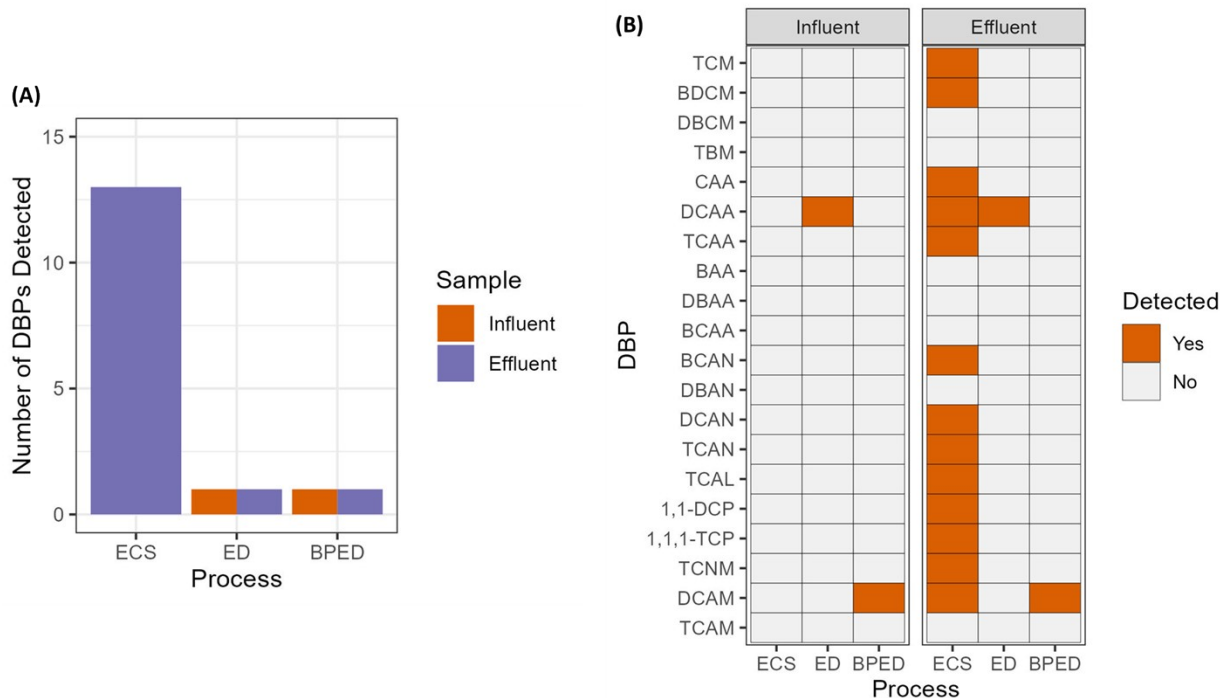 (A)
15
10
5
0
Number of DBPs Detected
ECS ED BPED
Process
Sample
Influent
Effluent
(B)
Influent Effluent
TCM
BDCM
DBCM
TBM
CAA
DCAA
TCAA
BAA
DBAA
BCAA
BCAN
DBAN
DCAN
TCAN
TCAL
1,1-DCP
1,1,1-TCP
TCNM
DCAM
TCAM
DBP
ECS ED BPED ECS ED BPED
Process
Detected
Yes
No